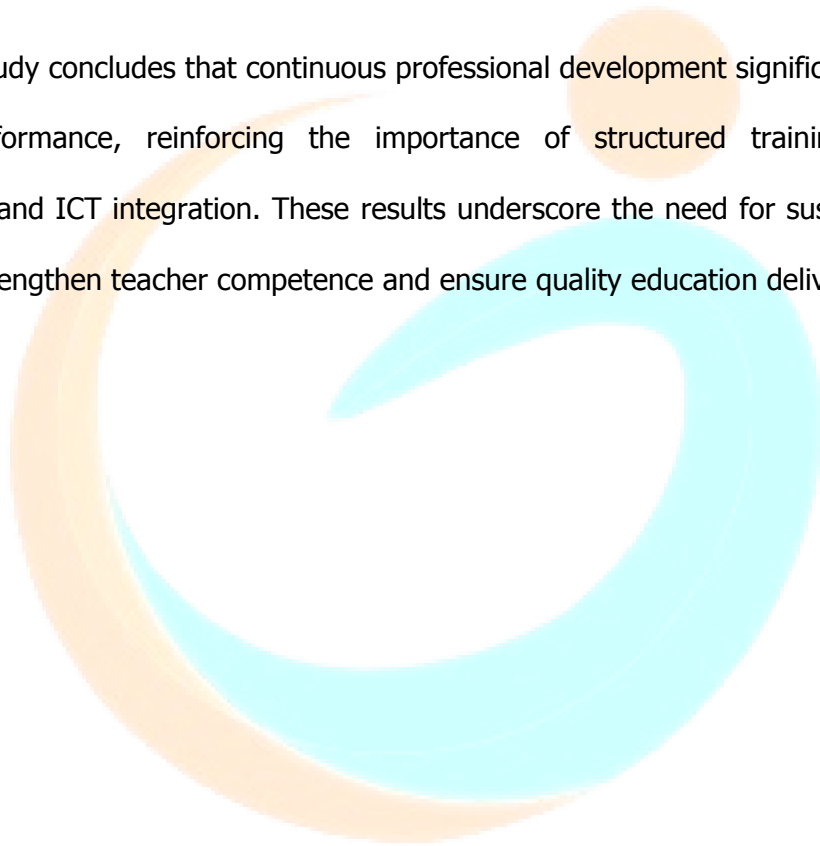 udy concludes that continuous professional development signific
formance, reinforcing the importance of structured trainin
and ICT integration. These results underscore the need for sus
engthen teacher competence and ensure quality education deliv